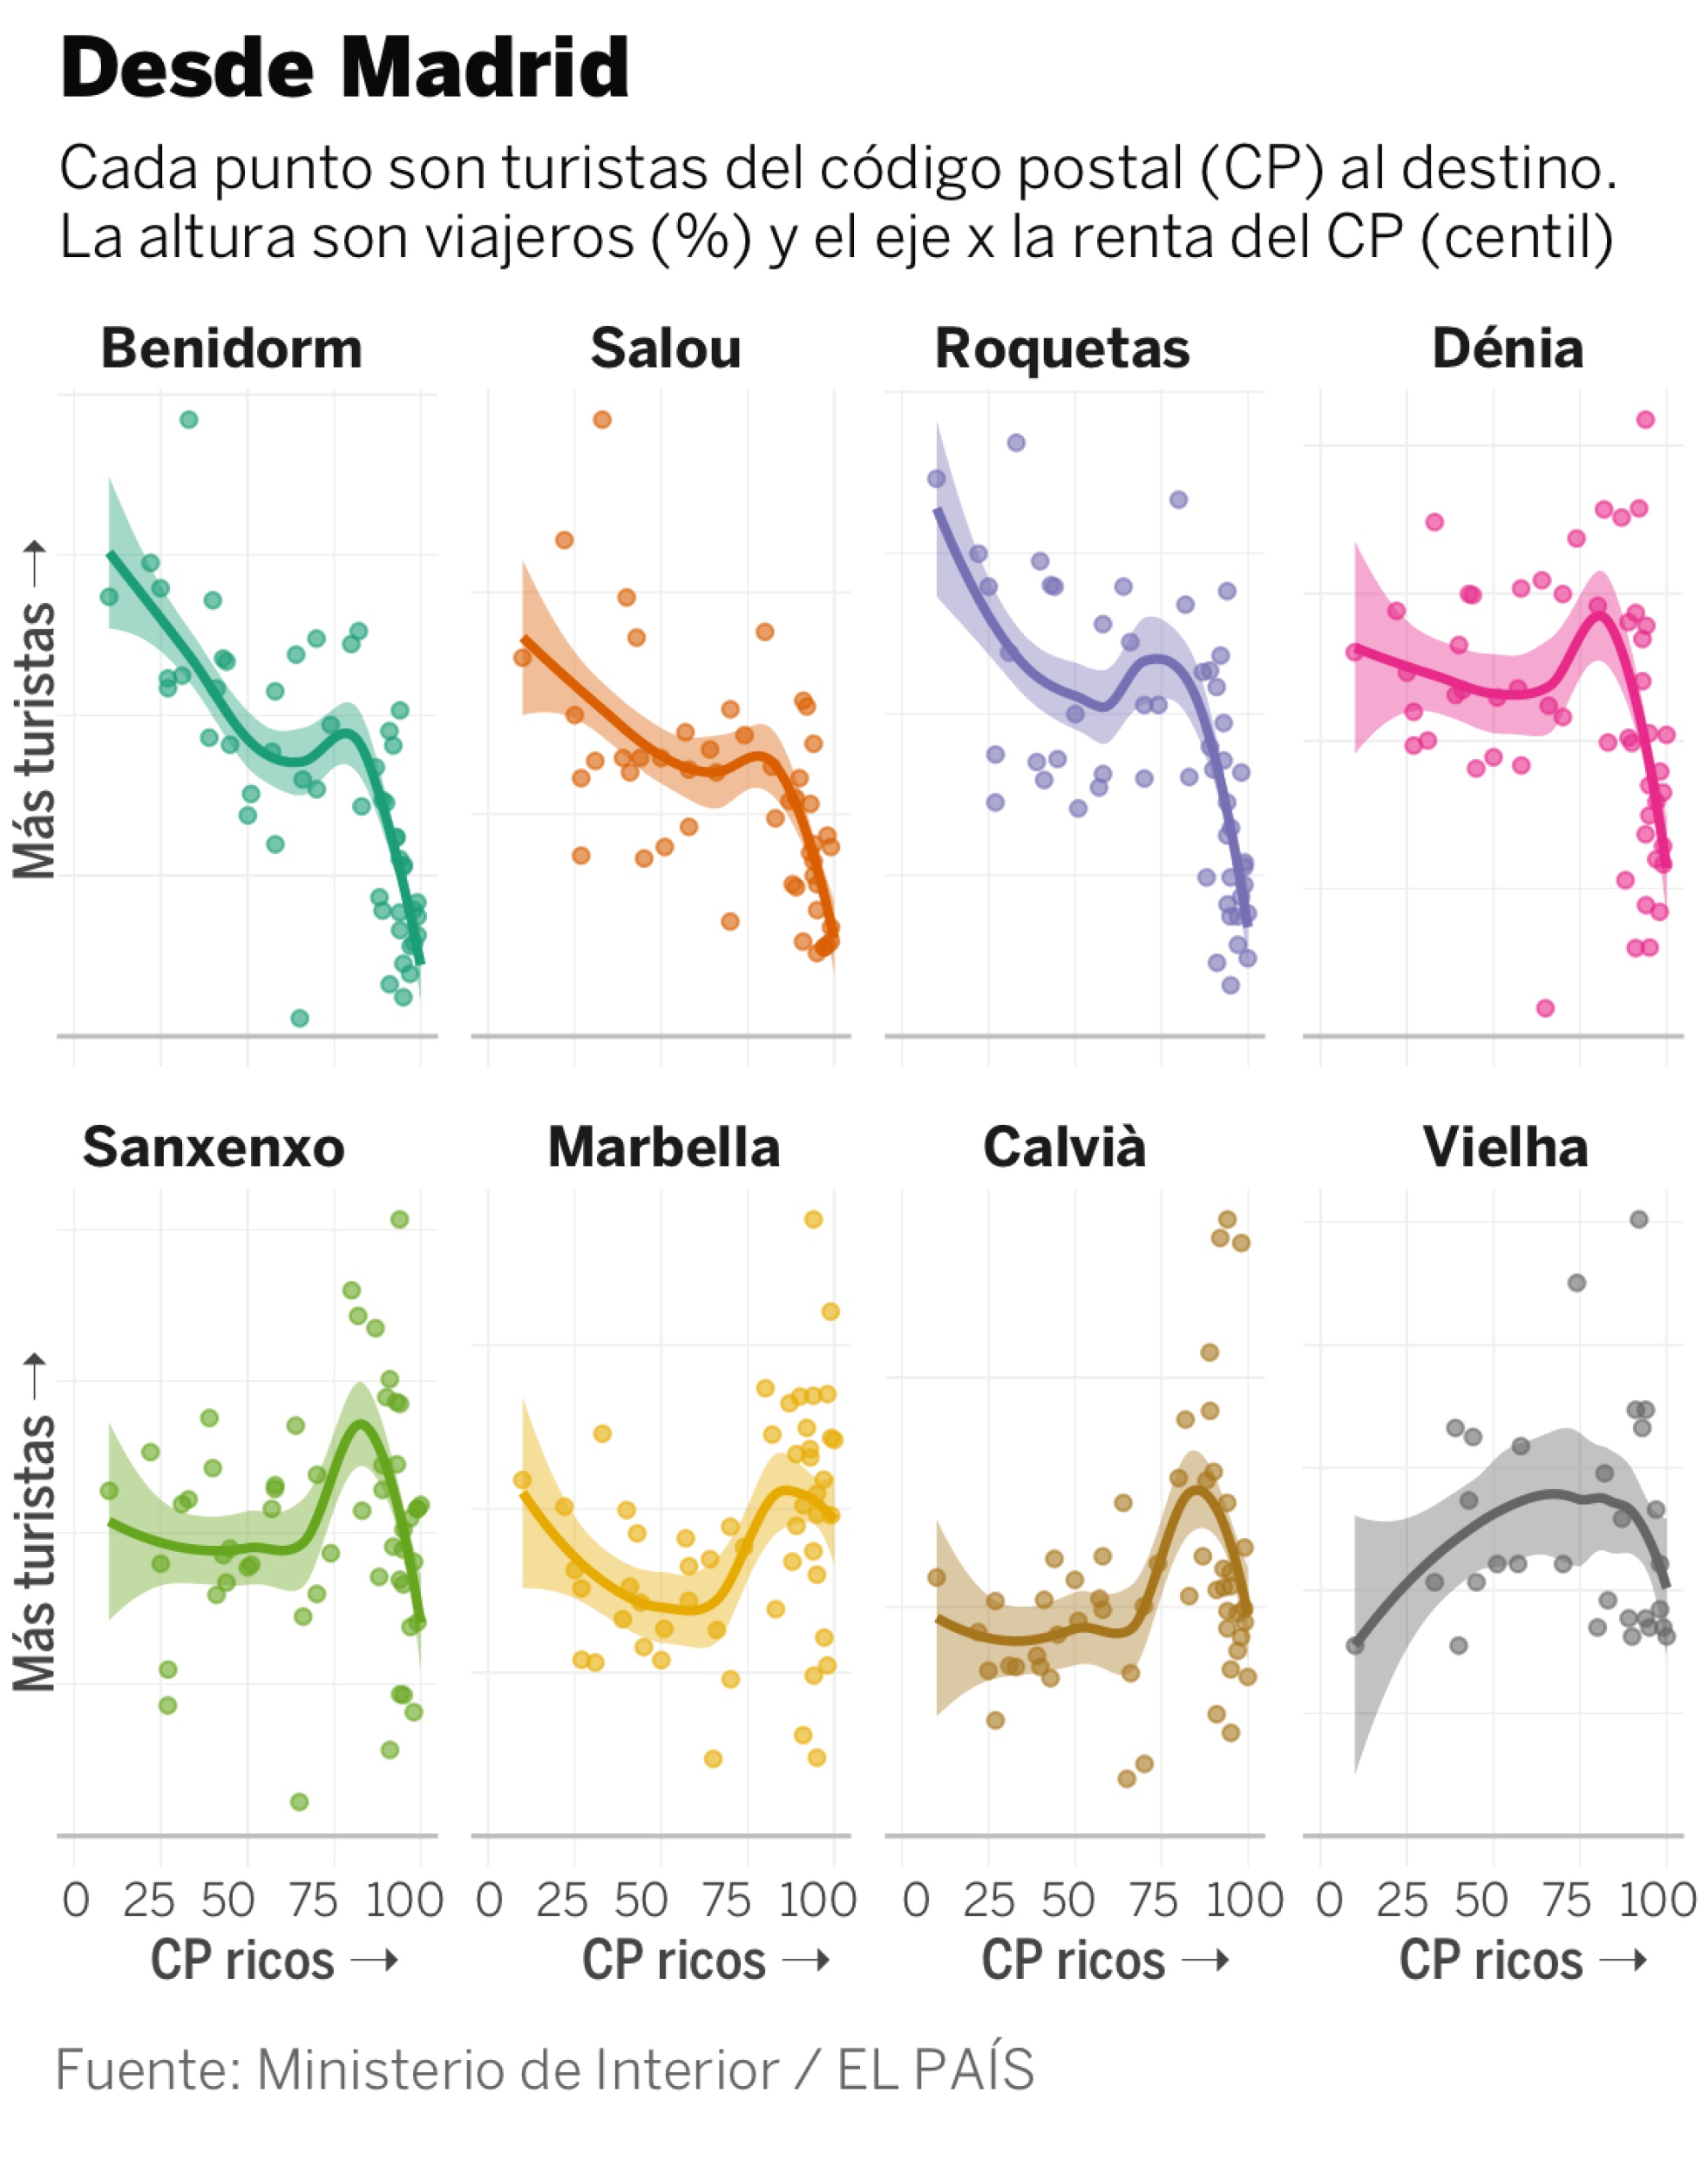 Desde Madrid
Cada punto son turistas del código postal (CP) al destino.
La altura son viajeros (%) y el eje x la renta del CP (centil)
Benidorm Salou Roquetas Dénia
Más turistas →
Sanxenxo Marbella Calvià Vielha
Más turistas →
0 25 50 75 100 0 25 50 75 100 0 25 50 75 100 0 25 50 75 100
CP ricos → CP ricos → CP ricos → CP ricos →
Fuente: Ministerio de Interior / EL PAÍS